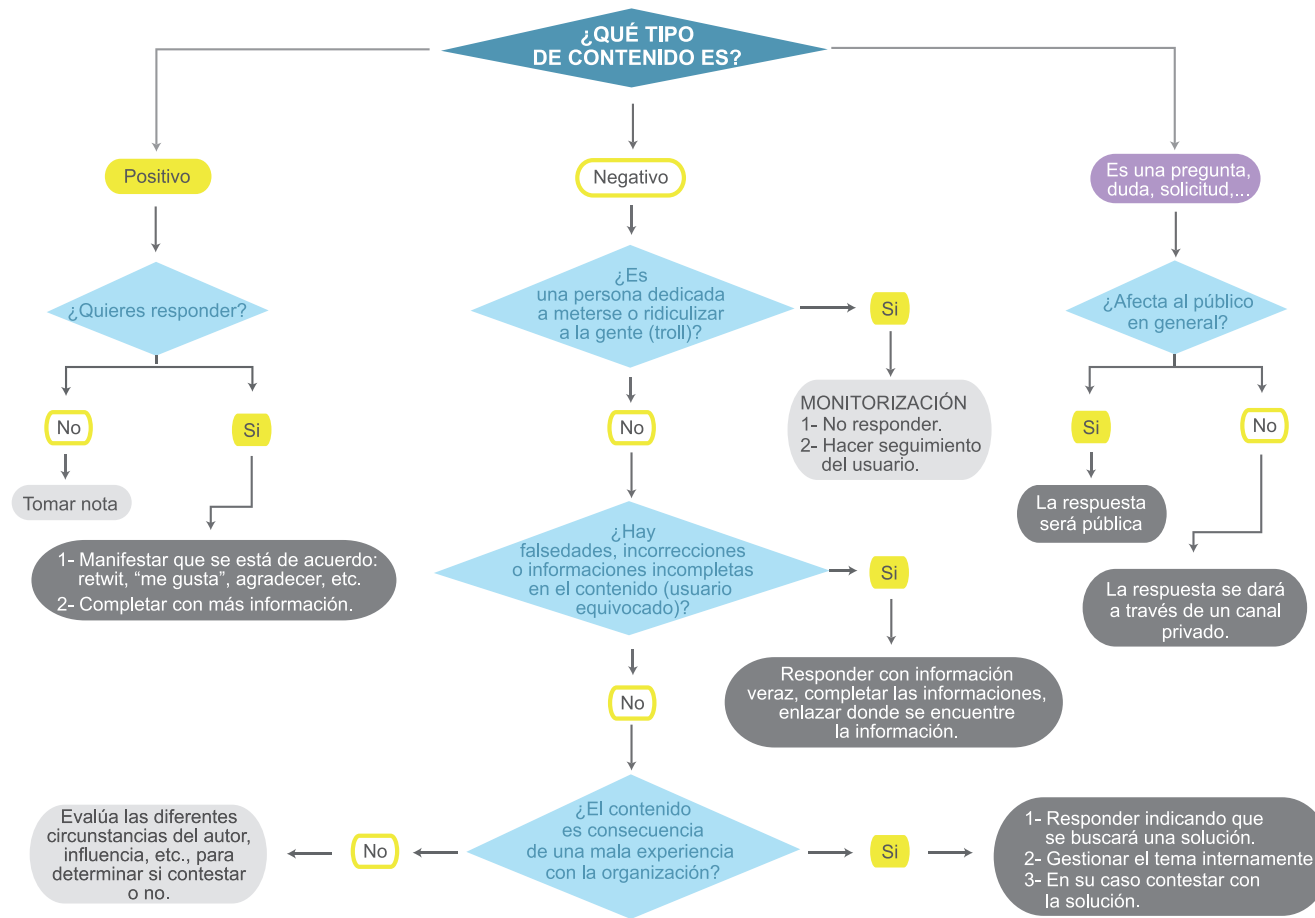 ¿QUÉ TIPO
DE CONTENIDO ES?
Positivo
Negativo
Es una pregunta,
duda, solicitud,...
¿Quieres responder?
¿Es
una persona dedicada
a meterse o ridiculizar
a la gente (troll)?
Si
¿Afecta al público
en general?
No
Si
No
MONITORIZACIÓN
1- No responder.
2- Hacer seguimiento
del usuario.
Si
No
Tomar nota
La respuesta
será pública
1- Manifestar que se está de acuerdo:
retwit, “me gusta”, agradecer, etc.
2- Completar con más información.
¿Hay
falsedades, incorrecciones
o informaciones incompletas
en el contenido (usuario
equivocado)?
Si
La respuesta se dará
a través de un canal
privado.
Responder con información
veraz, completar las informaciones,
enlazar donde se encuentre
la información.
No
Evalúa las diferentes
circunstancias del autor,
influencia, etc., para
determinar si contestar
o no.
No
¿El contenido
es consecuencia
de una mala experiencia
con la organización?
Si
1- Responder indicando que
se buscará una solución.
2- Gestionar el tema internamente
3- En su caso contestar con
la solución.